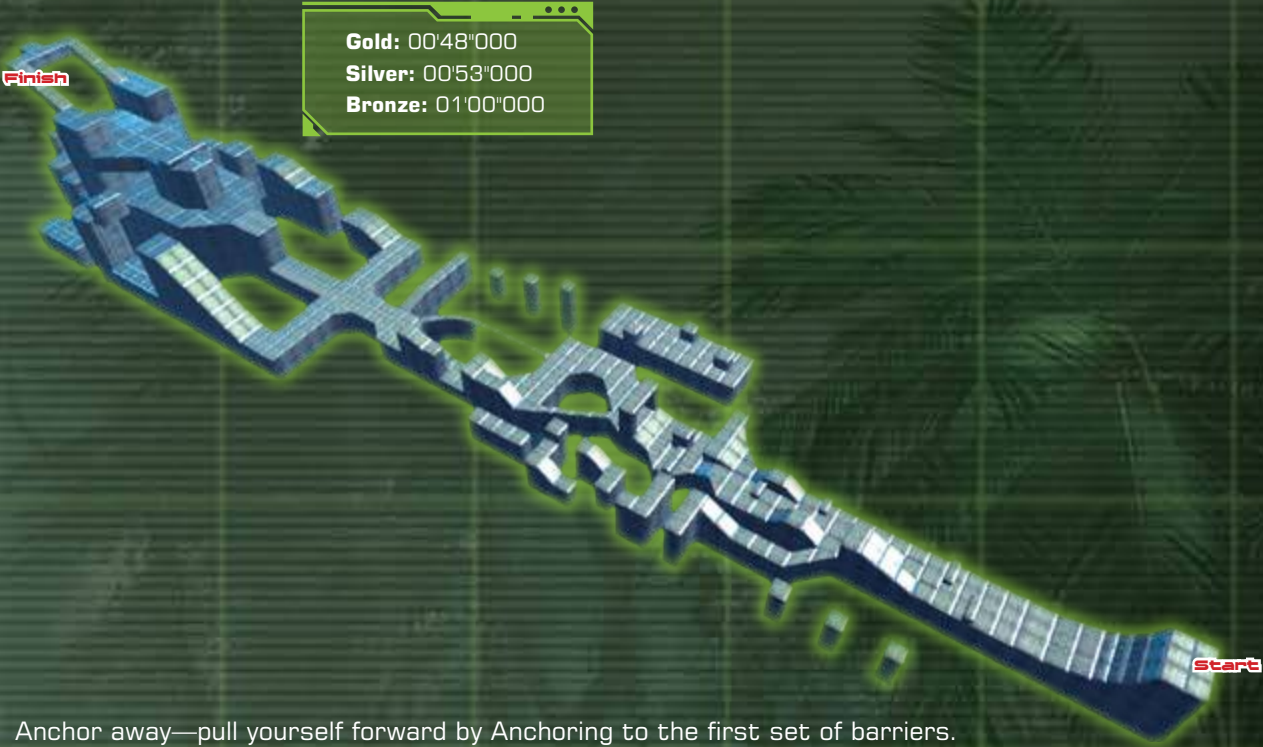 Gold: 00'48"000
Silver: 00'53"000
Bronze: 01'00"000
Finish
Start
Anchor away—pull yourself forward by Anchoring to the first set of barriers.